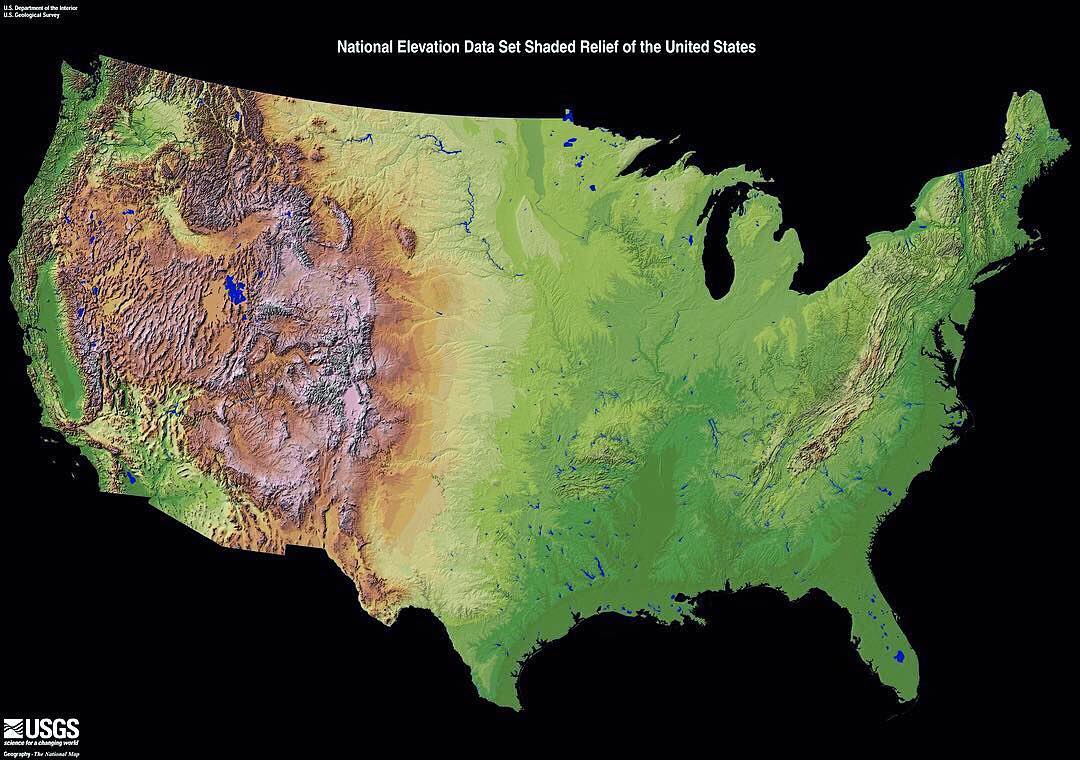 U.S. Department of the Interior
U.S. Geological Survey
National Elevation Data Set Shaded Relief of the United States
USGS
science for a changing world
Geography - The National Map